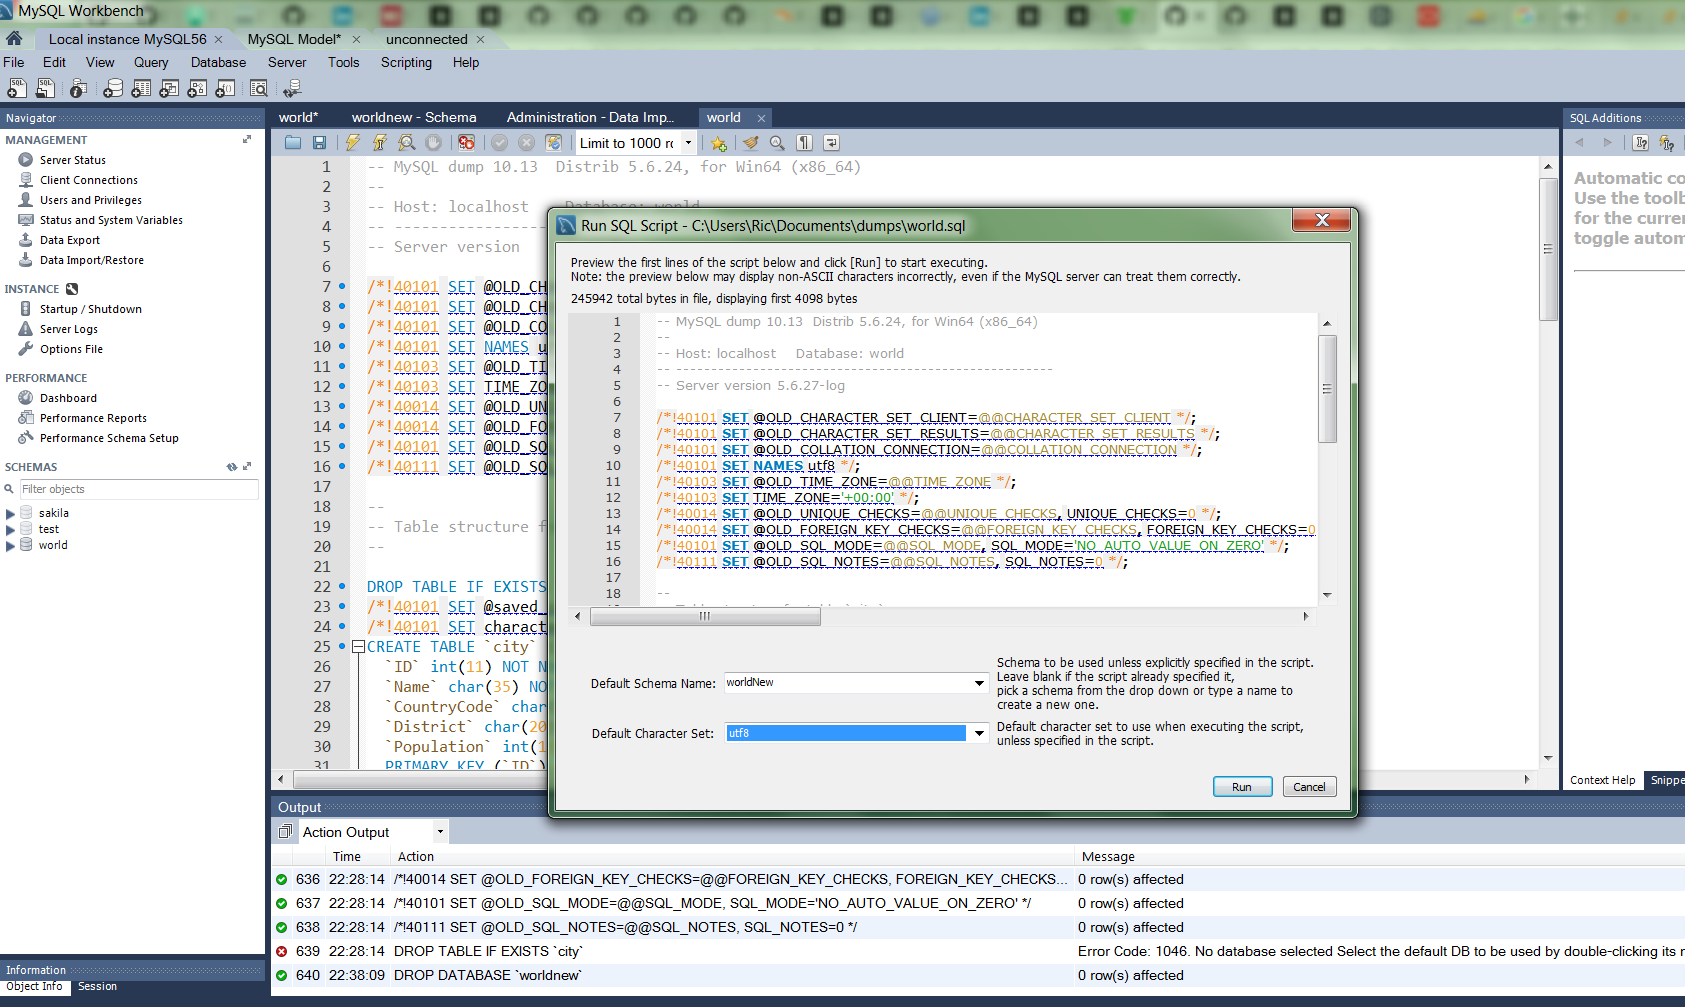 MySQL Workbench
Local instance MySQL56 × MySQL Model* × unconnected ×
File Edit View Query Database Server Tools Scripting Help
Navigator
MANAGEMENT
Server Status
Client Connections
Users and Privileges
Status and System Variables
Data Export
Data Import/Restore
INSTANCE
Startup / Shutdown
Server Logs
Options File
PERFORMANCE
Dashboard
Performance Reports
Performance Schema Setup
SCHEMAS
Filter objects
sakila
test
world
Information
Object Info Session
world* worldnew - Schema Administration - Data Imp... world ×
Limit to 1000 rc
1 -- MySQL dump 10.13  Distrib 5.6.24, for Win64 (x86_64)
2 --
3 -- Host: localhost    Database: world
4 -- -----------------
5 -- Server version
6
7 /*!40101 SET @OLD_CH
8 /*!40101 SET @OLD_CH
9 /*!40101 SET @OLD_CO
10 /*!40101 SET NAMES u
11 /*!40103 SET @OLD_TI
12 /*!40103 SET TIME_ZO
13 /*!40014 SET @OLD_UN
14 /*!40014 SET @OLD_FO
15 /*!40101 SET @OLD_SQ
16 /*!40111 SET @OLD_SQ
17
18 --
19 -- Table structure f
20 --
21
22 DROP TABLE IF EXISTS
23 /*!40101 SET @saved_
24 /*!40101 SET charact
25 CREATE TABLE `city`
26 `ID` int(11) NOT N
27 `Name` char(35) NO
28 `CountryCode` char
29 `District` char(20
30 `Population` int(1
31 PRIMARY KEY (`ID`)
Run SQL Script - C:\Users\Ric\Documents\dumps\world.sql
Preview the first lines of the script below and click [Run] to start executing.
Note: the preview below may display non-ASCII characters incorrectly, even if the MySQL server can treat them correctly.
245942 total bytes in file, displaying first 4098 bytes
1 -- MySQL dump 10.13  Distrib 5.6.24, for Win64 (x86_64)
2 --
3 -- Host: localhost    Database: world
4 -- ------------------------------------------------------
5 -- Server version 5.6.27-log
6
7 /*!40101 SET @OLD_CHARACTER_SET_CLIENT=@@CHARACTER_SET_CLIENT */;
8 /*!40101 SET @OLD_CHARACTER_SET_RESULTS=@@CHARACTER_SET_RESULTS */;
9 /*!40101 SET @OLD_COLLATION_CONNECTION=@@COLLATION_CONNECTION */;
10 /*!40101 SET NAMES utf8 */;
11 /*!40103 SET @OLD_TIME_ZONE=@@TIME_ZONE */;
12 /*!40103 SET TIME_ZONE='+00:00' */;
13 /*!40014 SET @OLD_UNIQUE_CHECKS=@@UNIQUE_CHECKS, UNIQUE_CHECKS=0 */;
14 /*!40014 SET @OLD_FOREIGN_KEY_CHECKS=@@FOREIGN_KEY_CHECKS, FOREIGN_KEY_CHECKS=0
15 /*!40101 SET @OLD_SQL_MODE=@@SQL_MODE, SQL_MODE='NO_AUTO_VALUE_ON_ZERO' */;
16 /*!40111 SET @OLD_SQL_NOTES=@@SQL_NOTES, SQL_NOTES=0 */;
17
18 --
Default Schema Name: worldNew
Schema to be used unless explicitly specified in the script.
Leave blank if the script already specified it,
pick a schema from the drop down or type a name to
create a new one.
Default Character Set: utf8
Default character set to use when executing the script,
unless specified in the script.
Run Cancel
SQL Additions
Automatic co
Use the toolb
for the curre
toggle autom
Context Help Snippe
Output
Action Output
Time Action Message
636 22:28:14 /*!40014 SET @OLD_FOREIGN_KEY_CHECKS=@@FOREIGN_KEY_CHECKS, FOREIGN_KEY_CHECKS... 0 row(s) affected
637 22:28:14 /*!40101 SET @OLD_SQL_MODE=@@SQL_MODE, SQL_MODE='NO_AUTO_VALUE_ON_ZERO' */ 0 row(s) affected
638 22:28:14 /*!40111 SET @OLD_SQL_NOTES=@@SQL_NOTES, SQL_NOTES=0 */ 0 row(s) affected
639 22:28:14 DROP TABLE IF EXISTS `city` Error Code: 1046. No database selected Select the default DB to be used by double-clicking its n
640 22:38:09 DROP DATABASE `worldnew` 0 row(s) affected